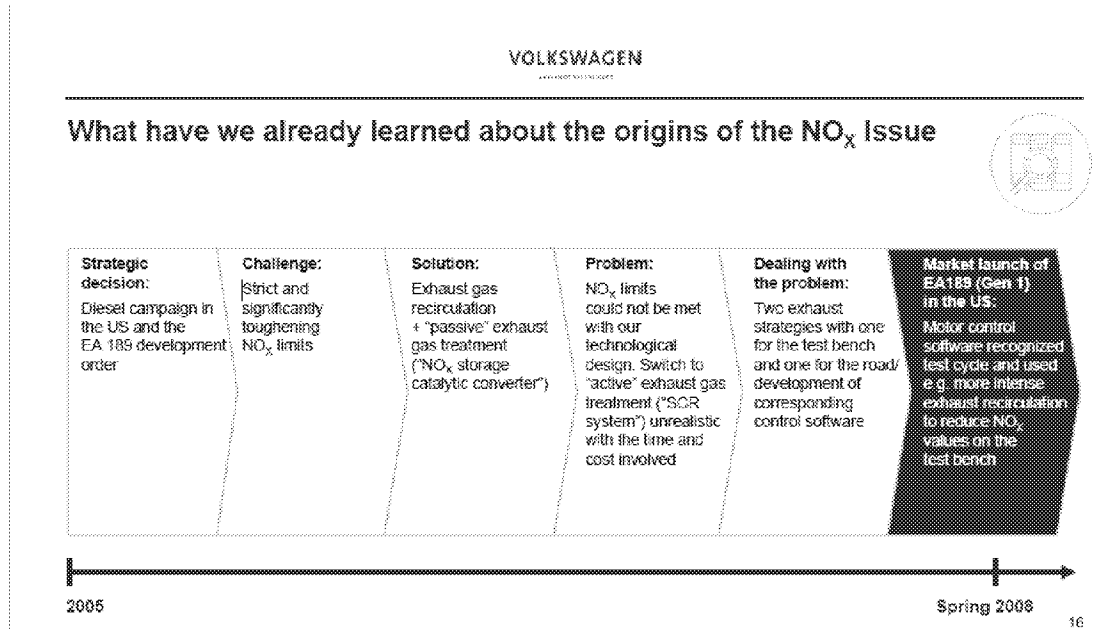 VOLKSWAGEN
What have we already learned about the origins of the NOX Issue
Strategic
decision:
Diesel campaign in
the US and the
EA 189 development
order
Challenge:
Strict and
significantly
toughening
NOX limits
Solution:
Exhaust gas
recirculation
+ "passive" exhaust
gas treatment
("NOX storage
catalytic converter")
Problem:
NOX limits
could not be met
with our
technological
design. Switch to
"active" exhaust gas
treatment ("SCR
system") unrealistic
with the time and
cost involved
Dealing with
the problem:
Two exhaust
strategies with one
for the test bench
and one for the road/
development of
corresponding
control software
Market launch of
EA189 (Gen 1)
in the US:
Motor control
software recognized
test cycle and used
e.g. more intense
exhaust recirculation
to reduce NOX
values on the
test bench
2005
Spring 2008
16